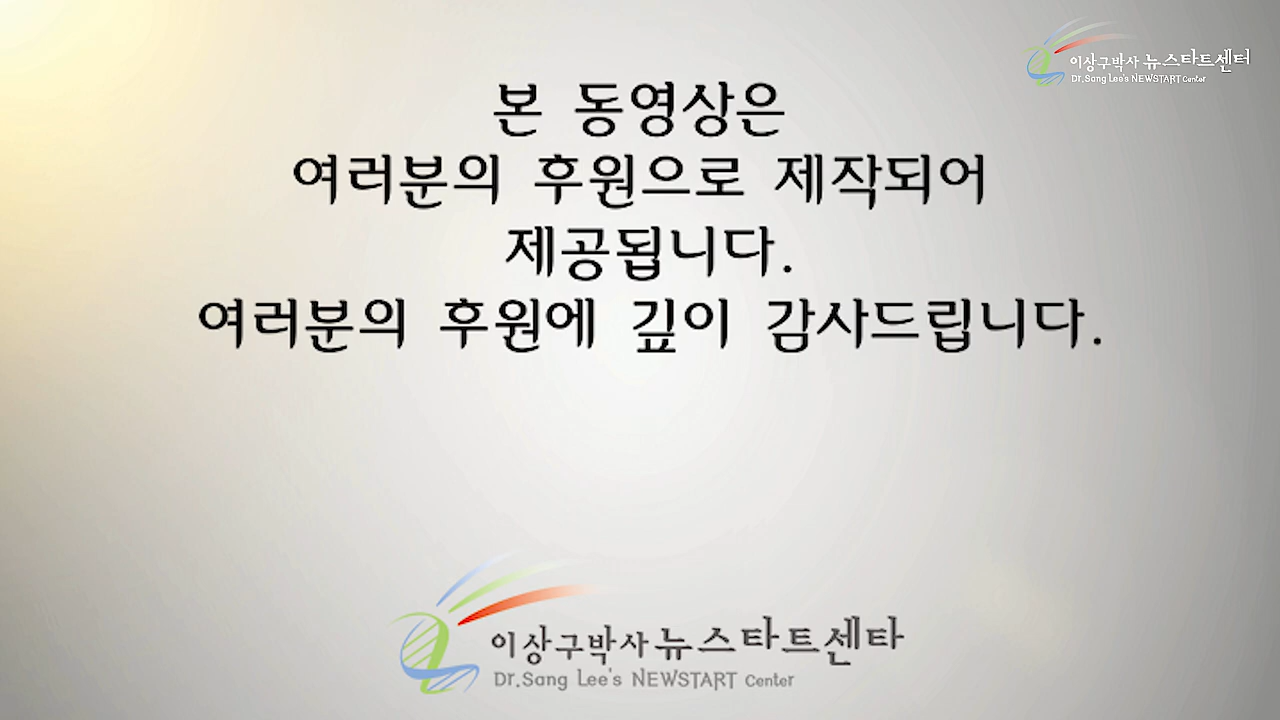 이상구박사 뉴스타트센터
Dr.Sang Lee's NEWSTART Center
본 동영상은
여러분의 후원으로 제작되어
제공됩니다.
여러분의 후원에 깊이 감사드립니다.
이상구박사 뉴스타트센타
Dr.Sang Lee's NEWSTART Center